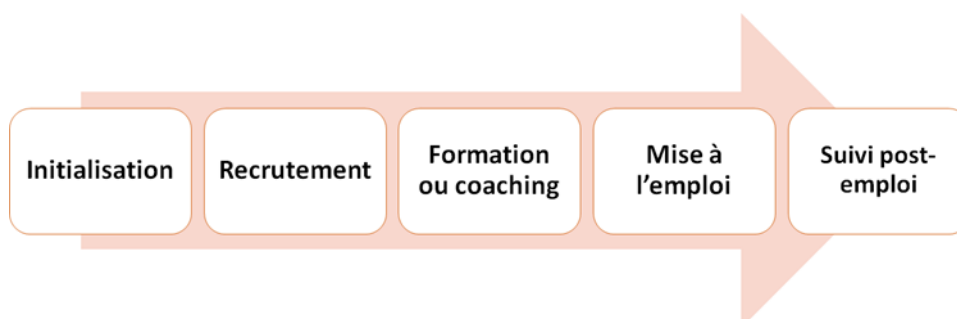 Initialisation
Recrutement
Formation
ou coaching
Mise à
l’emploi
Suivi post-
emploi